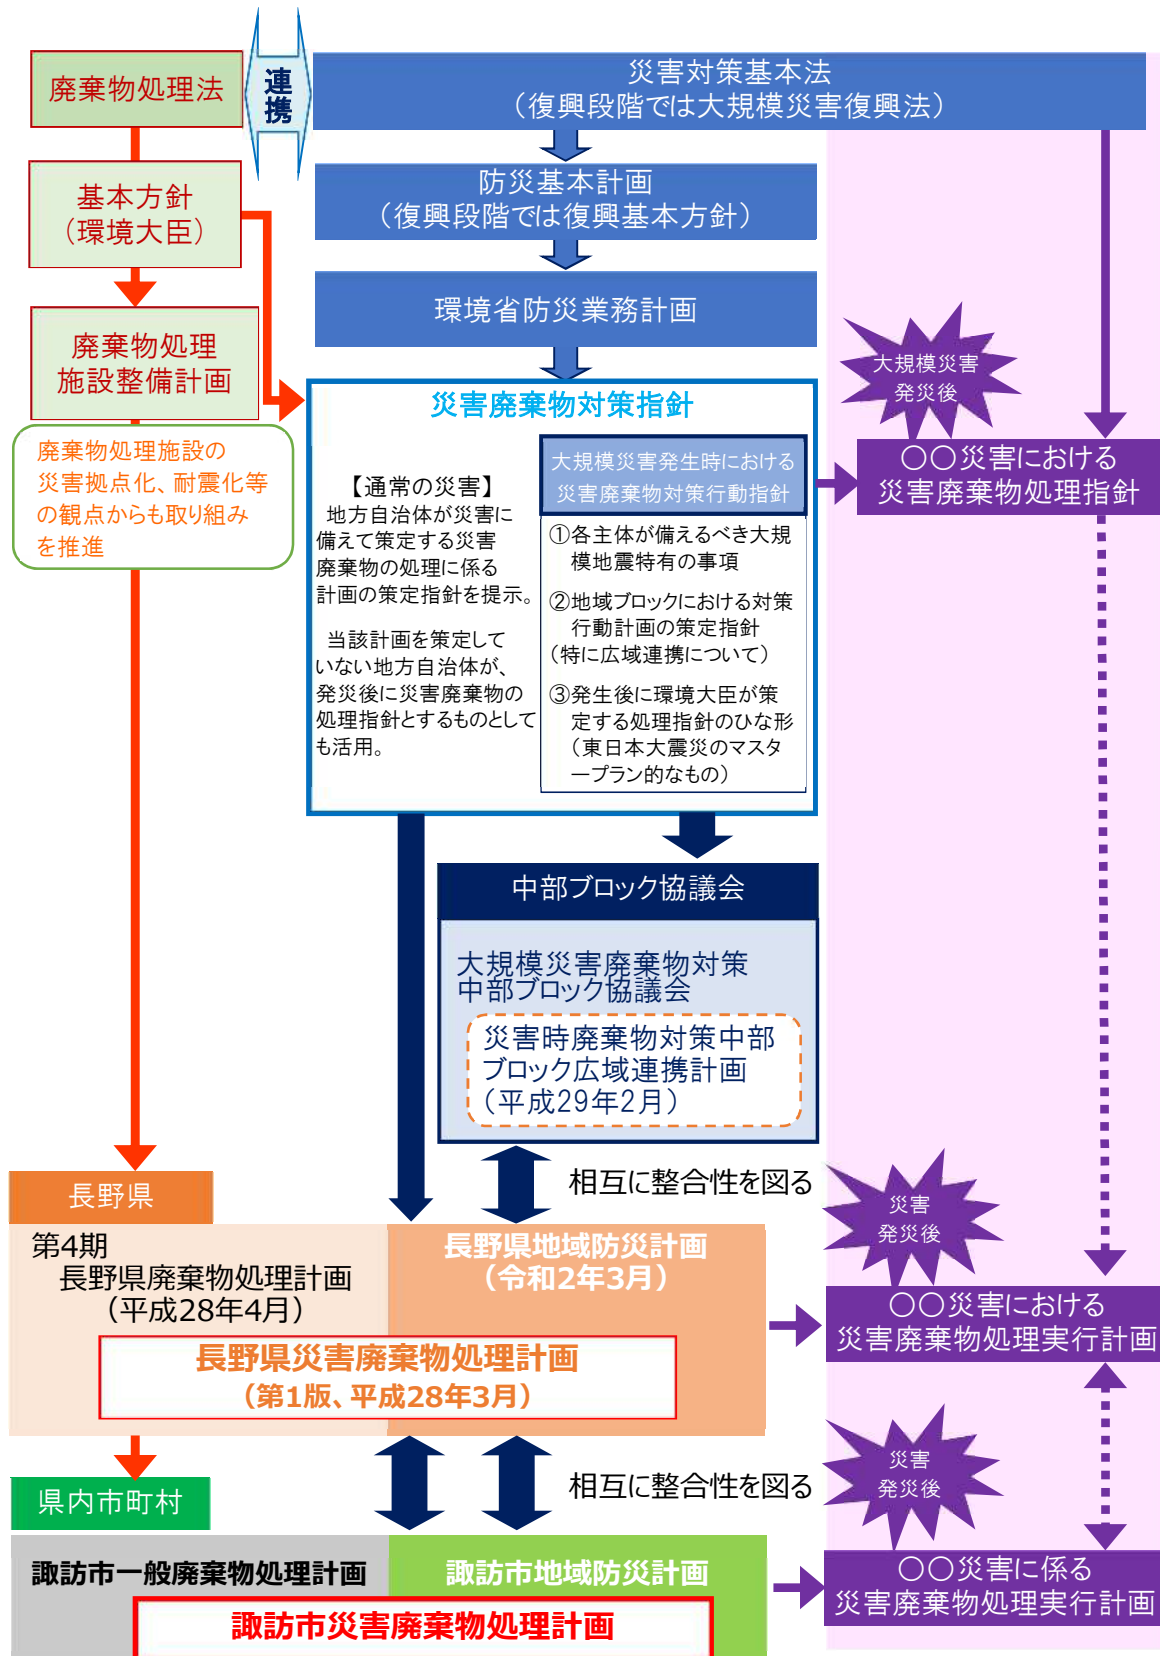 廃棄物処理法
連携
災害対策基本法
（復興段階では大規模災害復興法）
基本方針
（環境大臣）
防災基本計画
（復興段階では復興基本方針）
環境省防災業務計画
廃棄物処理
施設整備計画
廃棄物処理施設の
災害拠点化、耐震化等
の観点からも取り組み
を推進
災害廃棄物対策指針
【通常の災害】
地方自治体が災害に
備えて策定する災害
廃棄物の処理に係る
計画の策定指針を提示。
当該計画を策定して
いない地方自治体が、
発災後に災害廃棄物の
処理指針とするものとして
も活用。
大規模災害発生時における
災害廃棄物対策行動指針
①各主体が備えるべき大規
模地震特有の事項
②地域ブロックにおける対策
行動計画の策定指針
（特に広域連携について）
③発生後に環境大臣が策
定する処理指針のひな形
（東日本大震災のマスタ
ープラン的なもの）
大規模災害
発災後
〇〇災害における
災害廃棄物処理指針
中部ブロック協議会
大規模災害廃棄物対策
中部ブロック協議会
災害時廃棄物対策中部
ブロック広域連携計画
（平成29年2月）
相互に整合性を図る
長野県
第4期
長野県廃棄物処理計画
（平成28年4月）
長野県地域防災計画
（令和2年3月）
長野県災害廃棄物処理計画
（第1版、平成28年3月）
災害
発災後
〇〇災害における
災害廃棄物処理実行計画
相互に整合性を図る
県内市町村
諏訪市一般廃棄物処理計画
諏訪市地域防災計画
諏訪市災害廃棄物処理計画
災害
発災後
〇〇災害に係る
災害廃棄物処理実行計画